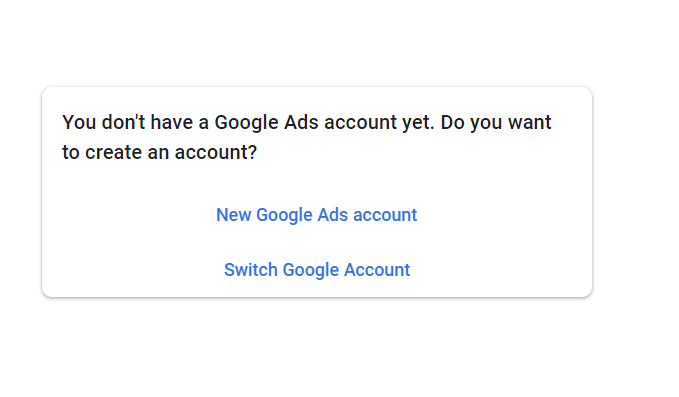 You don't have a Google Ads account yet. Do you want
to create an account?
New Google Ads account
Switch Google Account